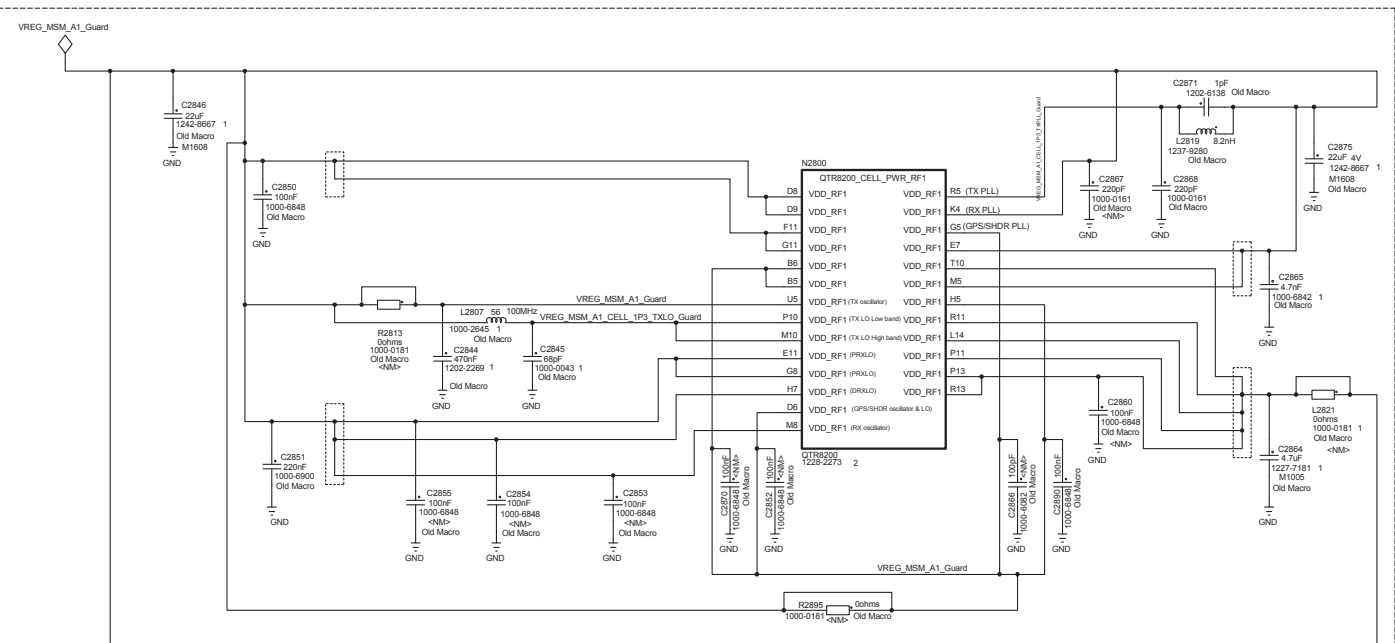 VREG_MSM_A1_Guard
C2846
22uF
1242-8667 1
Old Macro
M1608
GND
C2850
100nF
1000-6848
Old Macro
GND
R2813
0ohms
1000-0181
Old Macro
<NM>
L2807 56 100MHz
1000-2645 1
Old Macro
VREG_MSM_A1_Guard
VREG_MSM_A1_CELL_1P3_TXLO_Guard
C2844
470nF
1202-2269 1
Old Macro
GND
C2845
68pF
1000-0043 1
Old Macro
GND
C2851
220nF
1000-6900
Old Macro
GND
C2855
100nF
1000-6848
<NM>
Old Macro
GND
C2854
100nF
1000-6848
<NM>
Old Macro
GND
C2853
100nF
1000-6848
<NM>
Old Macro
GND
N2800
QTR8200_CELL_PWR_RF1
D8 VDD_RF1 VDD_RF1 R5 (TX PLL)
D9 VDD_RF1 VDD_RF1 K4 (RX PLL)
F11 VDD_RF1 VDD_RF1 G5 (GPS/SHDR PLL)
G11 VDD_RF1 VDD_RF1 E7
B6 VDD_RF1 VDD_RF1 T10
B5 VDD_RF1 VDD_RF1 M5
U5 VDD_RF1 (TX oscillator) VDD_RF1 H5
P10 VDD_RF1 (TX LO Low band) VDD_RF1 R11
M10 VDD_RF1 (TX LO High band) VDD_RF1 L14
E11 VDD_RF1 (PRXLO) VDD_RF1 P11
G8 VDD_RF1 (PRXLO) VDD_RF1 P13
H7 VDD_RF1 (DRXLO) VDD_RF1 R13
D6 VDD_RF1 (GPS/SHDR oscillator & LO)
M8 VDD_RF1 (RX oscillator)
QTR8200
1228-2273 2
VREG_MSM_A1_CELL_1P3_TXPLL_Guard
C2871 1pF
1202-6138 Old Macro
L2819 8.2nH
1237-9280
Old Macro
C2867
220pF
1000-0161
Old Macro
<NM>
GND
C2868
220pF
1000-0161
Old Macro
GND
C2875
22uF 4V
1242-8667 1
M1608
Old Macro
GND
C2865
4.7nF
1000-6842 1
Old Macro
GND
C2860
100nF
1000-6848
Old Macro
<NM>
GND
L2821
0ohms
1000-0181 1
Old Macro
<NM>
C2864
4.7uF
1227-7181 1
M1005
Old Macro
GND
C2870 100nF
1000-6848 <NM>
Old Macro
GND
C2852 100nF
1000-6848 <NM>
Old Macro
GND
C2866 100pF
1000-6082 <NM>
Old Macro
GND
C2890 100nF
1000-6848
Old Macro
GND
VREG_MSM_A1_Guard
R2895 0ohms
1000-0181 <NM> Old Macro